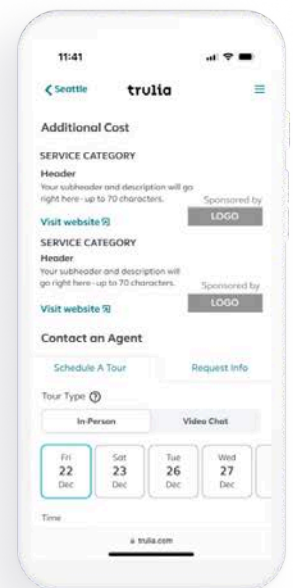 11:41
Seattle
trulia
Additional Cost
SERVICE CATEGORY
Header
Your subheader and description will go
right here - up to 70 characters.
Sponsored by
LOGO
Visit website
SERVICE CATEGORY
Header
Your subheader and description will
go right here - up to 70 characters.
Sponsored by
LOGO
Visit website
Contact an Agent
Schedule A Tour
Request Info
Tour Type
In-Person
Video Chat
Fri Sat Tue Wed
22 23 26 27
Dec Dec Dec Dec
Time
trulia.com